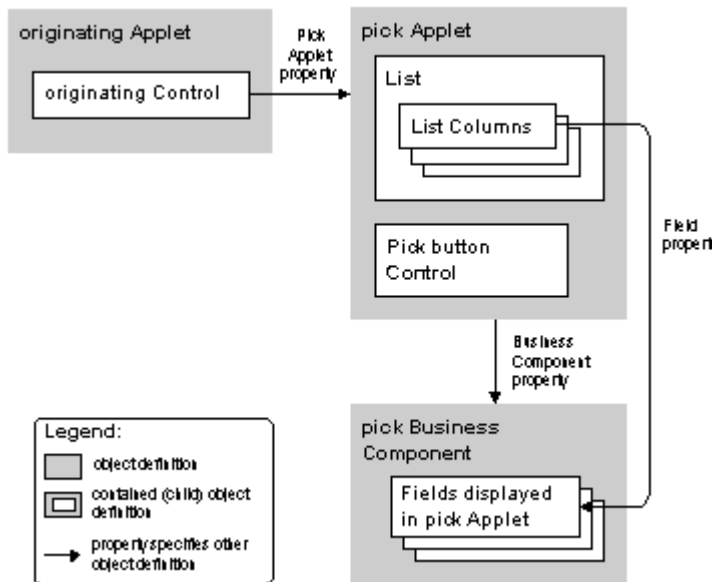 originating Applet
originating Control
Pick
Applet
property
pick Applet
List
List Columns
Pick button
Control
Field
propert
Business
Component
property
pick Business
Component
Fields displayed
in pick Applet
Legend:
object definition
contained (child) object
definition
property specifies other
object definition